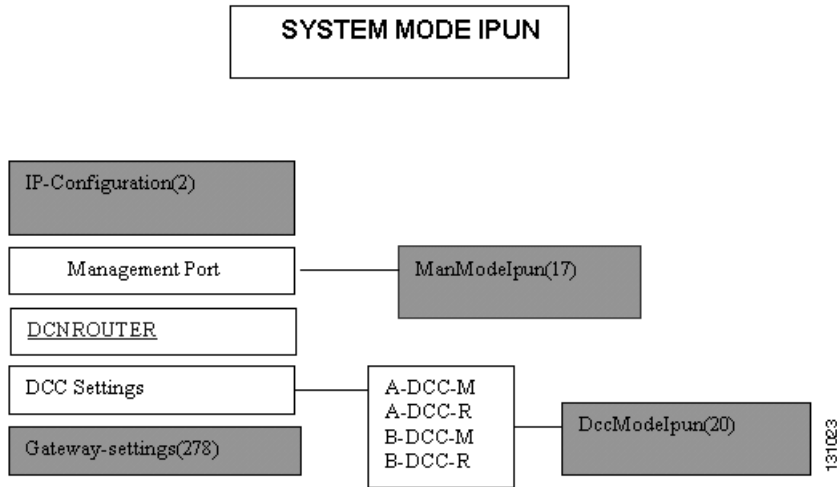 SYSTEM MODE IPUN
IP-Configuration(2)
Management Port
ManModeIpun(17)
DCNROUTER
DCC Settings
A-DCC-M
A-DCC-R
B-DCC-M
B-DCC-R
DccModeIpun(20)
Gateway-settings(278)
131023